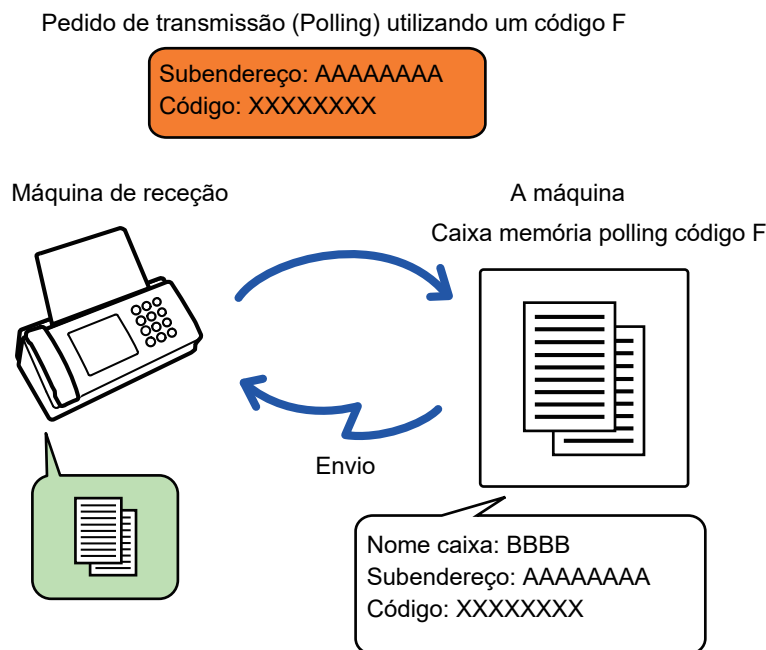 Pedido de transmissão (Polling) utilizando um código F
Subendereço: AAAAAAAA
Código: XXXXXXXX
Máquina de receção
A máquina
Caixa memória polling código F
Envio
Nome caixa: BBBB
Subendereço: AAAAAAAA
Código: XXXXXXXX